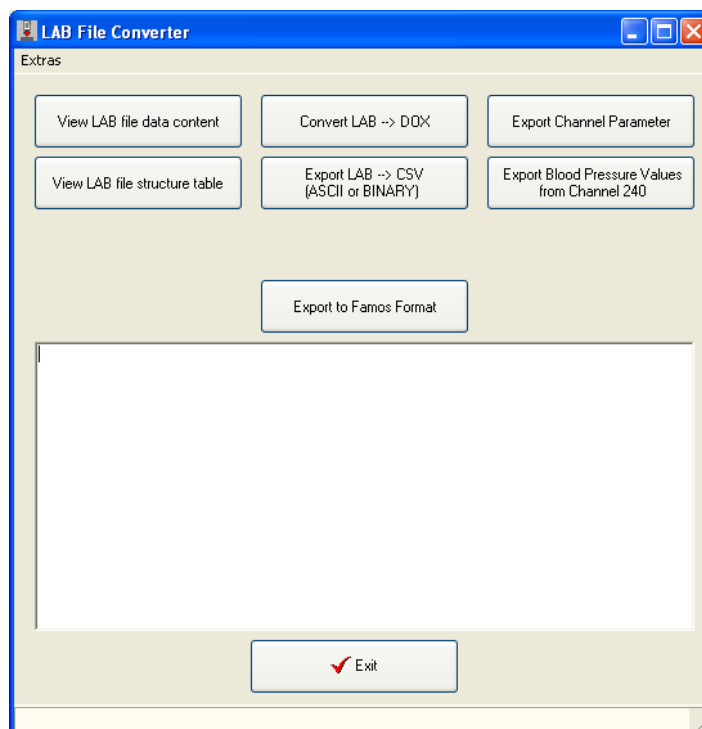 LAB File Converter
Extras
View LAB file data content
Convert LAB --> DOX
Export Channel Parameter
View LAB file structure table
Export LAB --> CSV
(ASCII or BINARY)
Export Blood Pressure Values
from Channel 240
Export to Famos Format
Exit